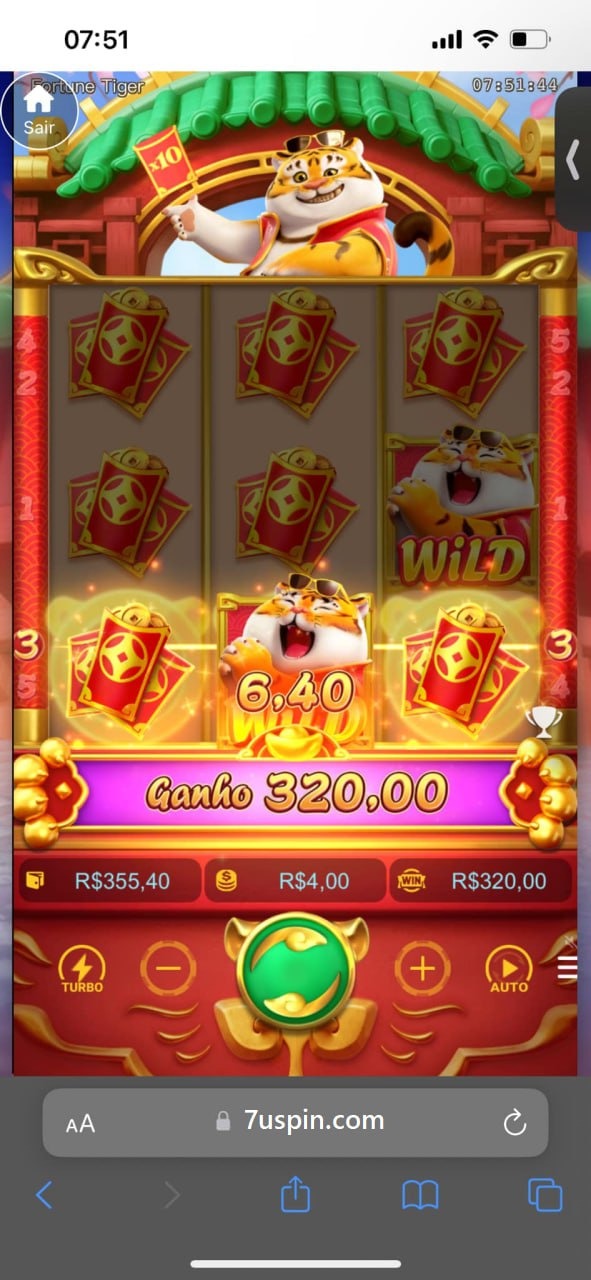 07:51
Fortune Tiger
07:51:44
Sair
x10
4
5
2
2
1
1
WiLD
3
3
5
4
6,40
WiLD
Ganho 320,00
R$355,40
R$4,00
WIN
R$320,00
TURBO
AUTO
AA
7uspin.com